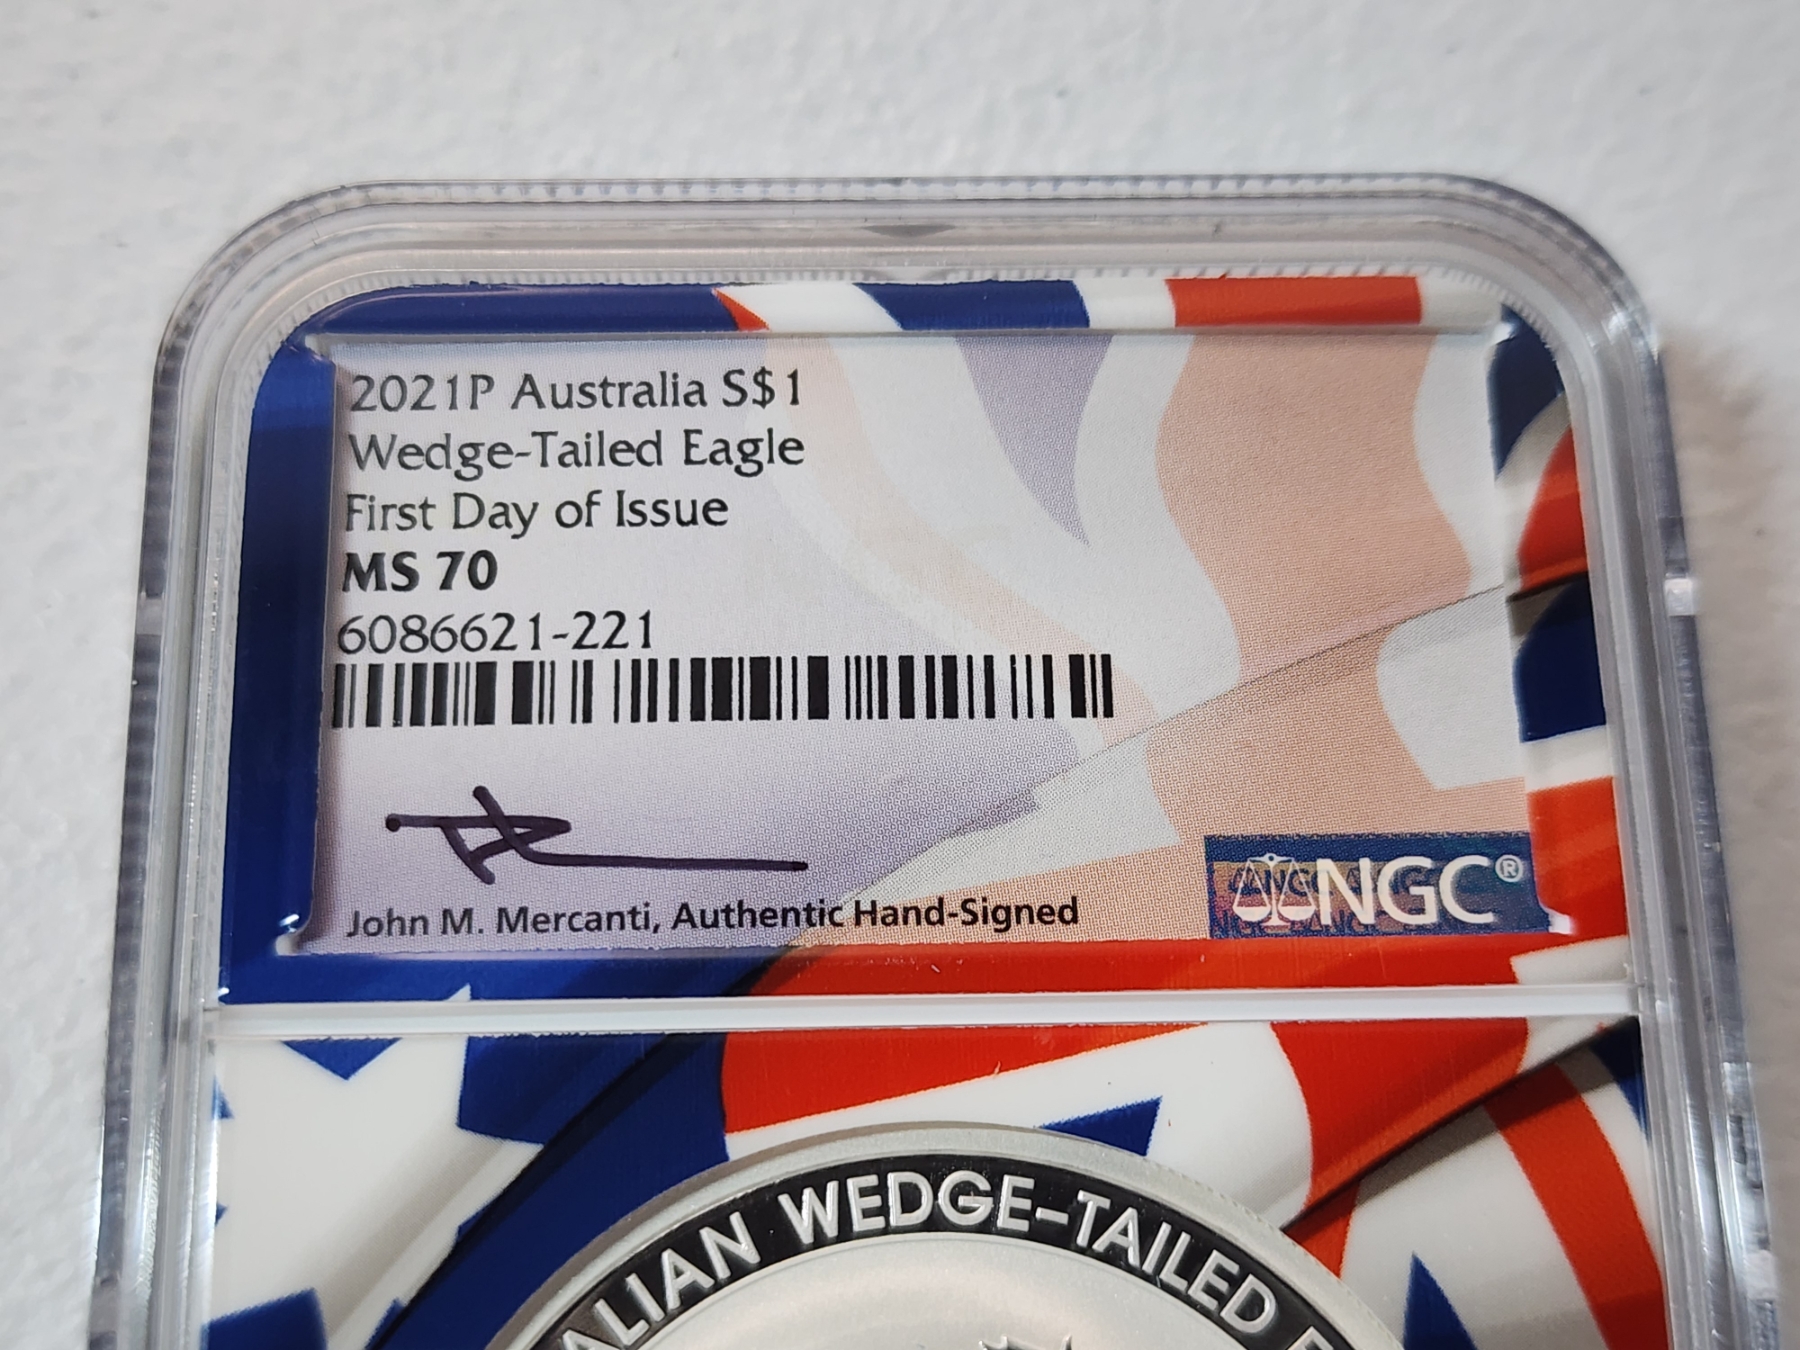 2021P Australia S$1
Wedge-Tailed Eagle
First Day of Issue
MS 70
6086621-221
John M. Mercanti, Authentic Hand-Signed
NGC®
WEDGE-TAILED